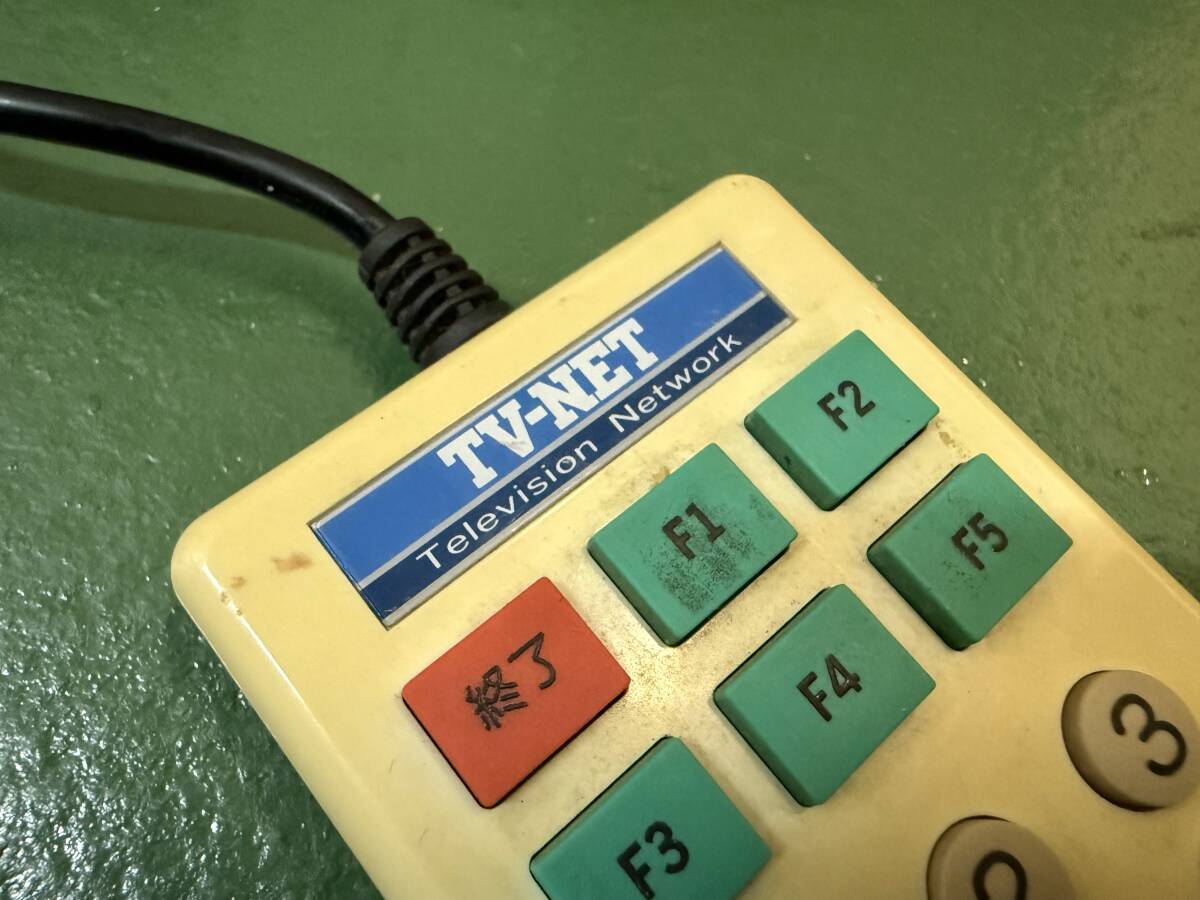 TV-NET
Television Network
終了
F1
F2
F3
F4
F5
3